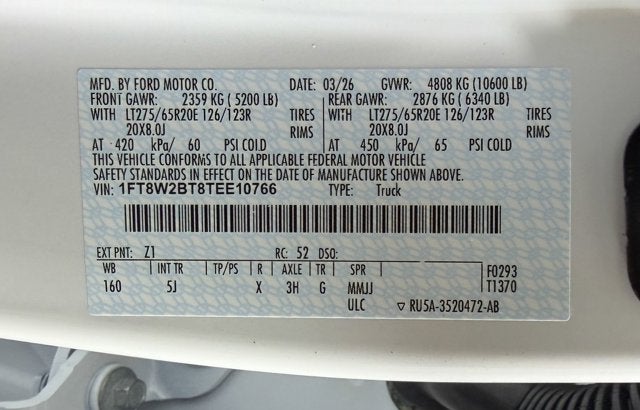 MFD. BY FORD MOTOR CO. DATE: 03/26 GVWR: 4808 KG (10600 LB)
FRONT GAWR: 2359 KG (5200 LB) REAR GAWR: 2876 KG (6340 LB)
WITH LT275/65R20E 126/123R TIRES WITH LT275/65R20E 126/123R TIRES
20X8.0J RIMS 20X8.0J RIMS
AT 420 kPa/ 60 PSI COLD AT 450 kPa/ 65 PSI COLD
THIS VEHICLE CONFORMS TO ALL APPLICABLE FEDERAL MOTOR VEHICLE
SAFETY STANDARDS IN EFFECT ON THE DATE OF MANUFACTURE SHOWN ABOVE.
VIN: 1FT8W2BT8TEE10766 TYPE: Truck
EXT PNT: Z1 RC: 52 DSO:
WB INT TR TP/PS R AXLE TR SPR F0293
160 5J X 3H G MMJJ T1370
ULC ▽ RU5A-3520472-AB